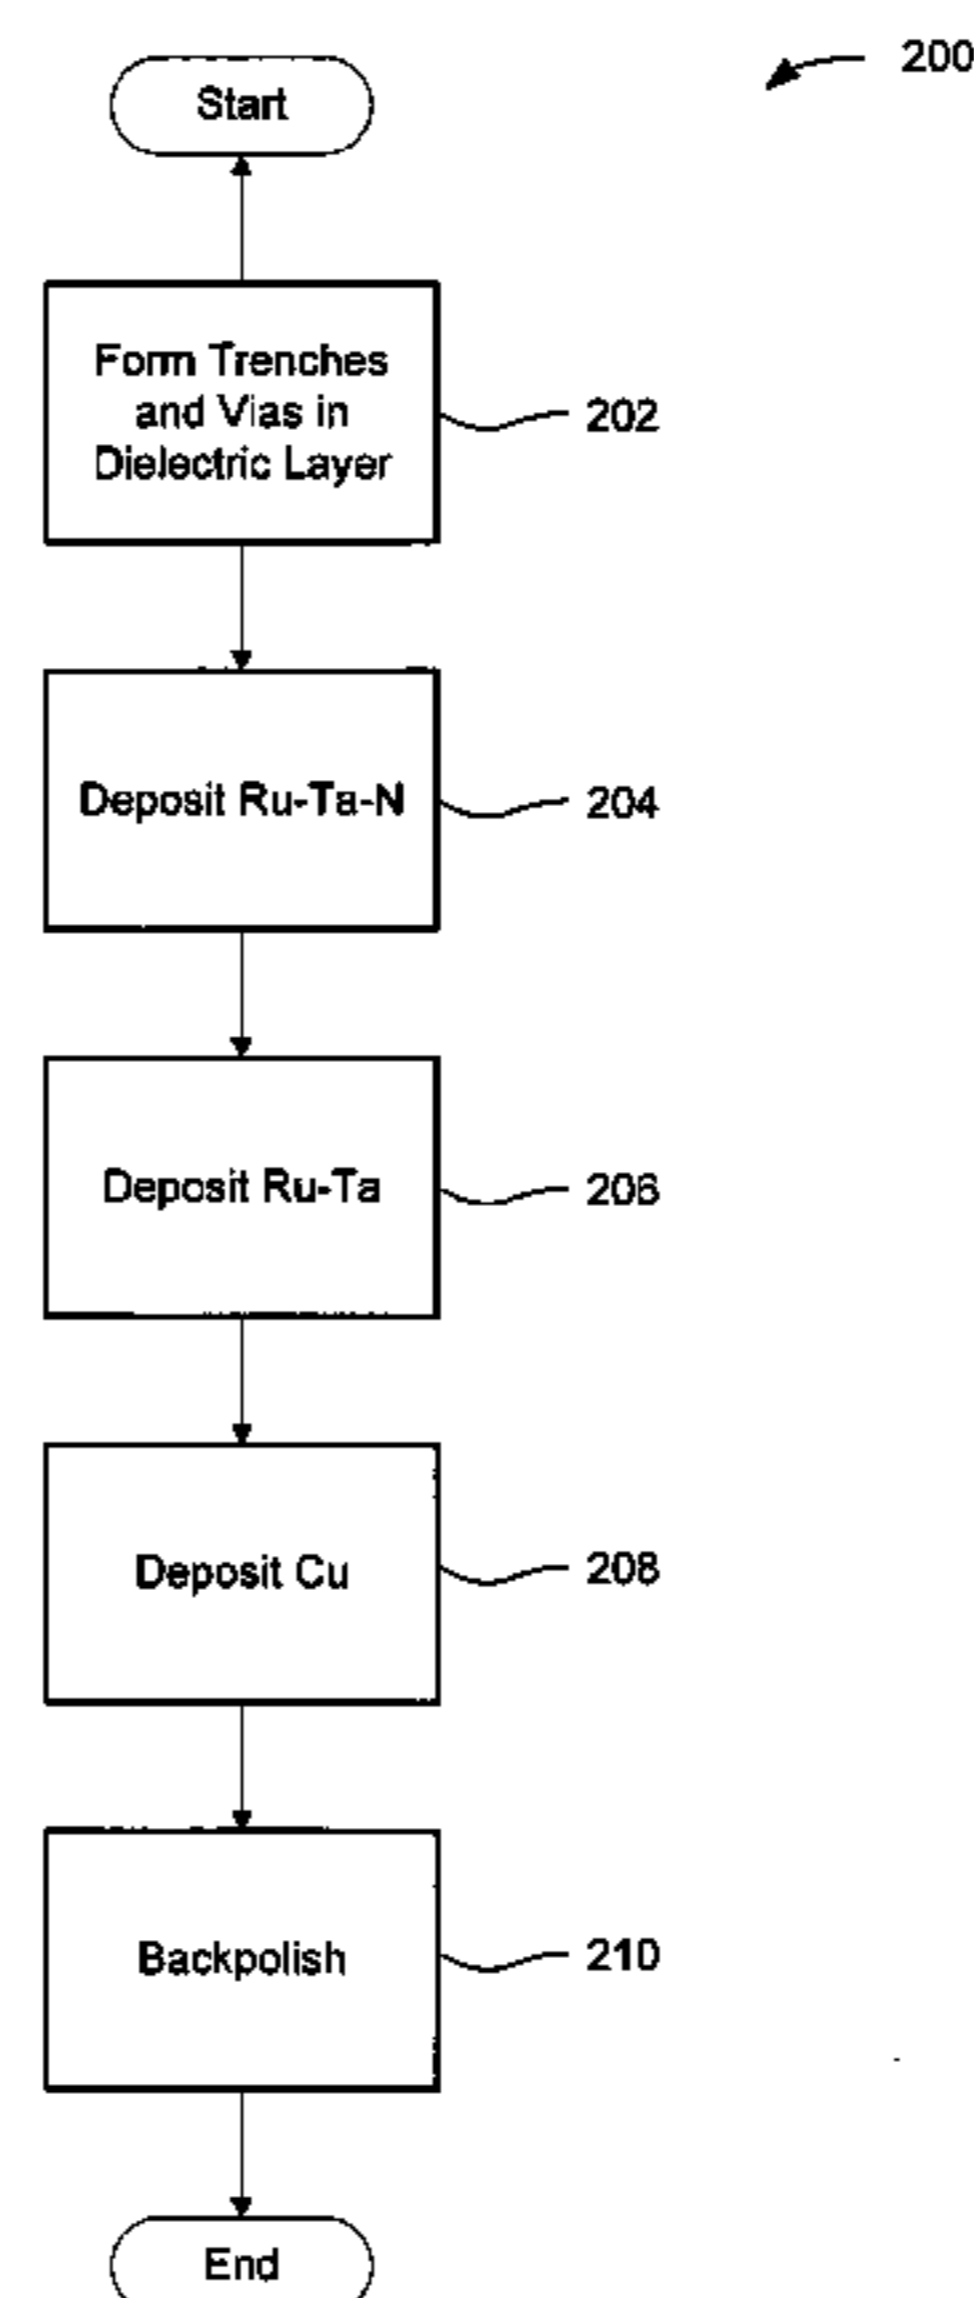 200
Start
Form Trenches
and Vias in
Dielectric Layer
202
Deposit Ru-Ta-N
204
Deposit Ru-Ta
206
Deposit Cu
208
Backpolish
210
End